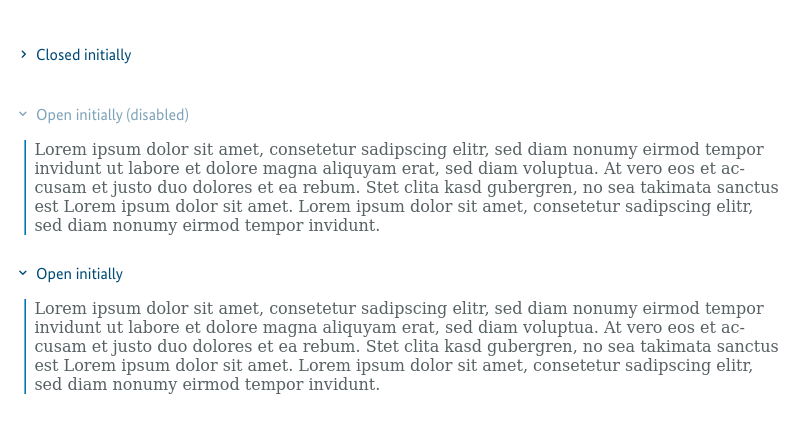 Closed initially
Open initially (disabled)
Lorem ipsum dolor sit amet, consetetur sadipscing elitr, sed diam nonumy eirmod tempor
invidunt ut labore et dolore magna aliquyam erat, sed diam voluptua. At vero eos et ac-
cusam et justo duo dolores et ea rebum. Stet clita kasd gubergren, no sea takimata sanctus
est Lorem ipsum dolor sit amet. Lorem ipsum dolor sit amet, consetetur sadipscing elitr,
sed diam nonumy eirmod tempor invidunt.
Open initially
Lorem ipsum dolor sit amet, consetetur sadipscing elitr, sed diam nonumy eirmod tempor
invidunt ut labore et dolore magna aliquyam erat, sed diam voluptua. At vero eos et ac-
cusam et justo duo dolores et ea rebum. Stet clita kasd gubergren, no sea takimata sanctus
est Lorem ipsum dolor sit amet. Lorem ipsum dolor sit amet, consetetur sadipscing elitr,
sed diam nonumy eirmod tempor invidunt.